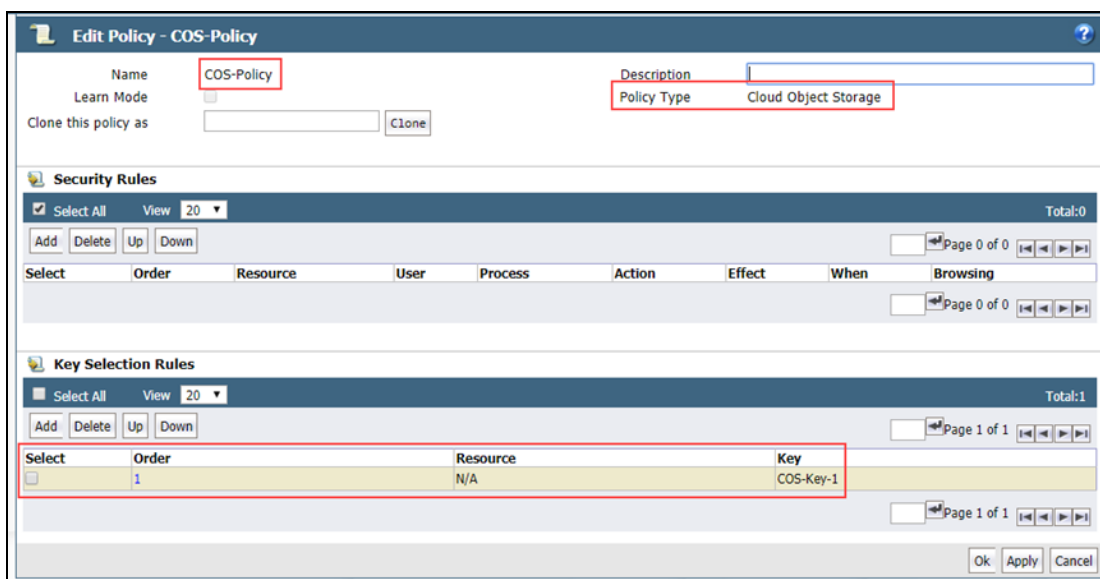 Edit Policy - COS-Policy ?
Name COS-Policy Description
Learn Mode Policy Type Cloud Object Storage
Clone this policy as Clone
Security Rules
Select All View 20 Total:0
Add Delete Up Down Page 0 of 0
Select Order Resource User Process Action Effect When Browsing
Page 0 of 0
Key Selection Rules
Select All View 20 Total:1
Add Delete Up Down Page 1 of 1
Select Order Resource Key
1 N/A COS-Key-1
Page 1 of 1
Ok Apply Cancel